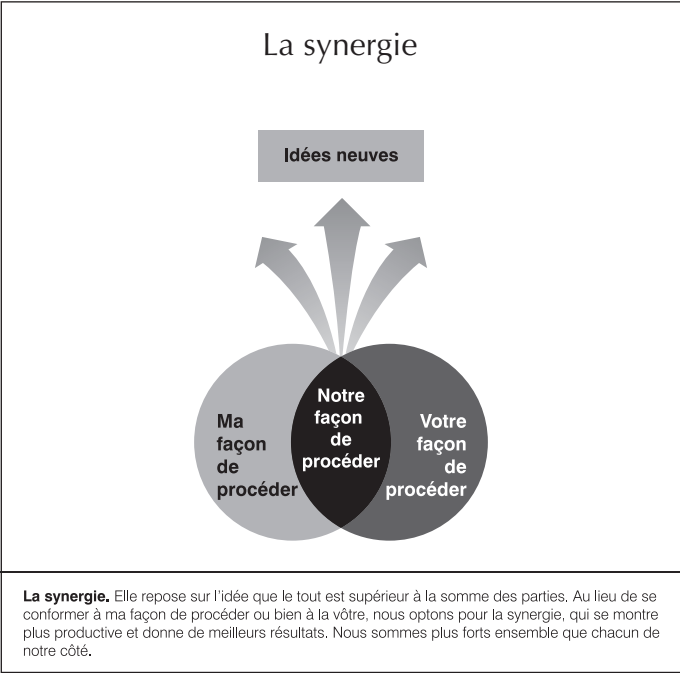 La synergie
Idées neuves
Ma
façon
de
procéder
Notre
façon
de
procéder
Votre
façon
de
procéder
La synergie. Elle repose sur l'idée que le tout est supérieur à la somme des parties. Au lieu de se
conformer à ma façon de procéder ou bien à la vôtre, nous optons pour la synergie, qui se montre
plus productive et donne de meilleurs résultats. Nous sommes plus forts ensemble que chacun de
notre côté.